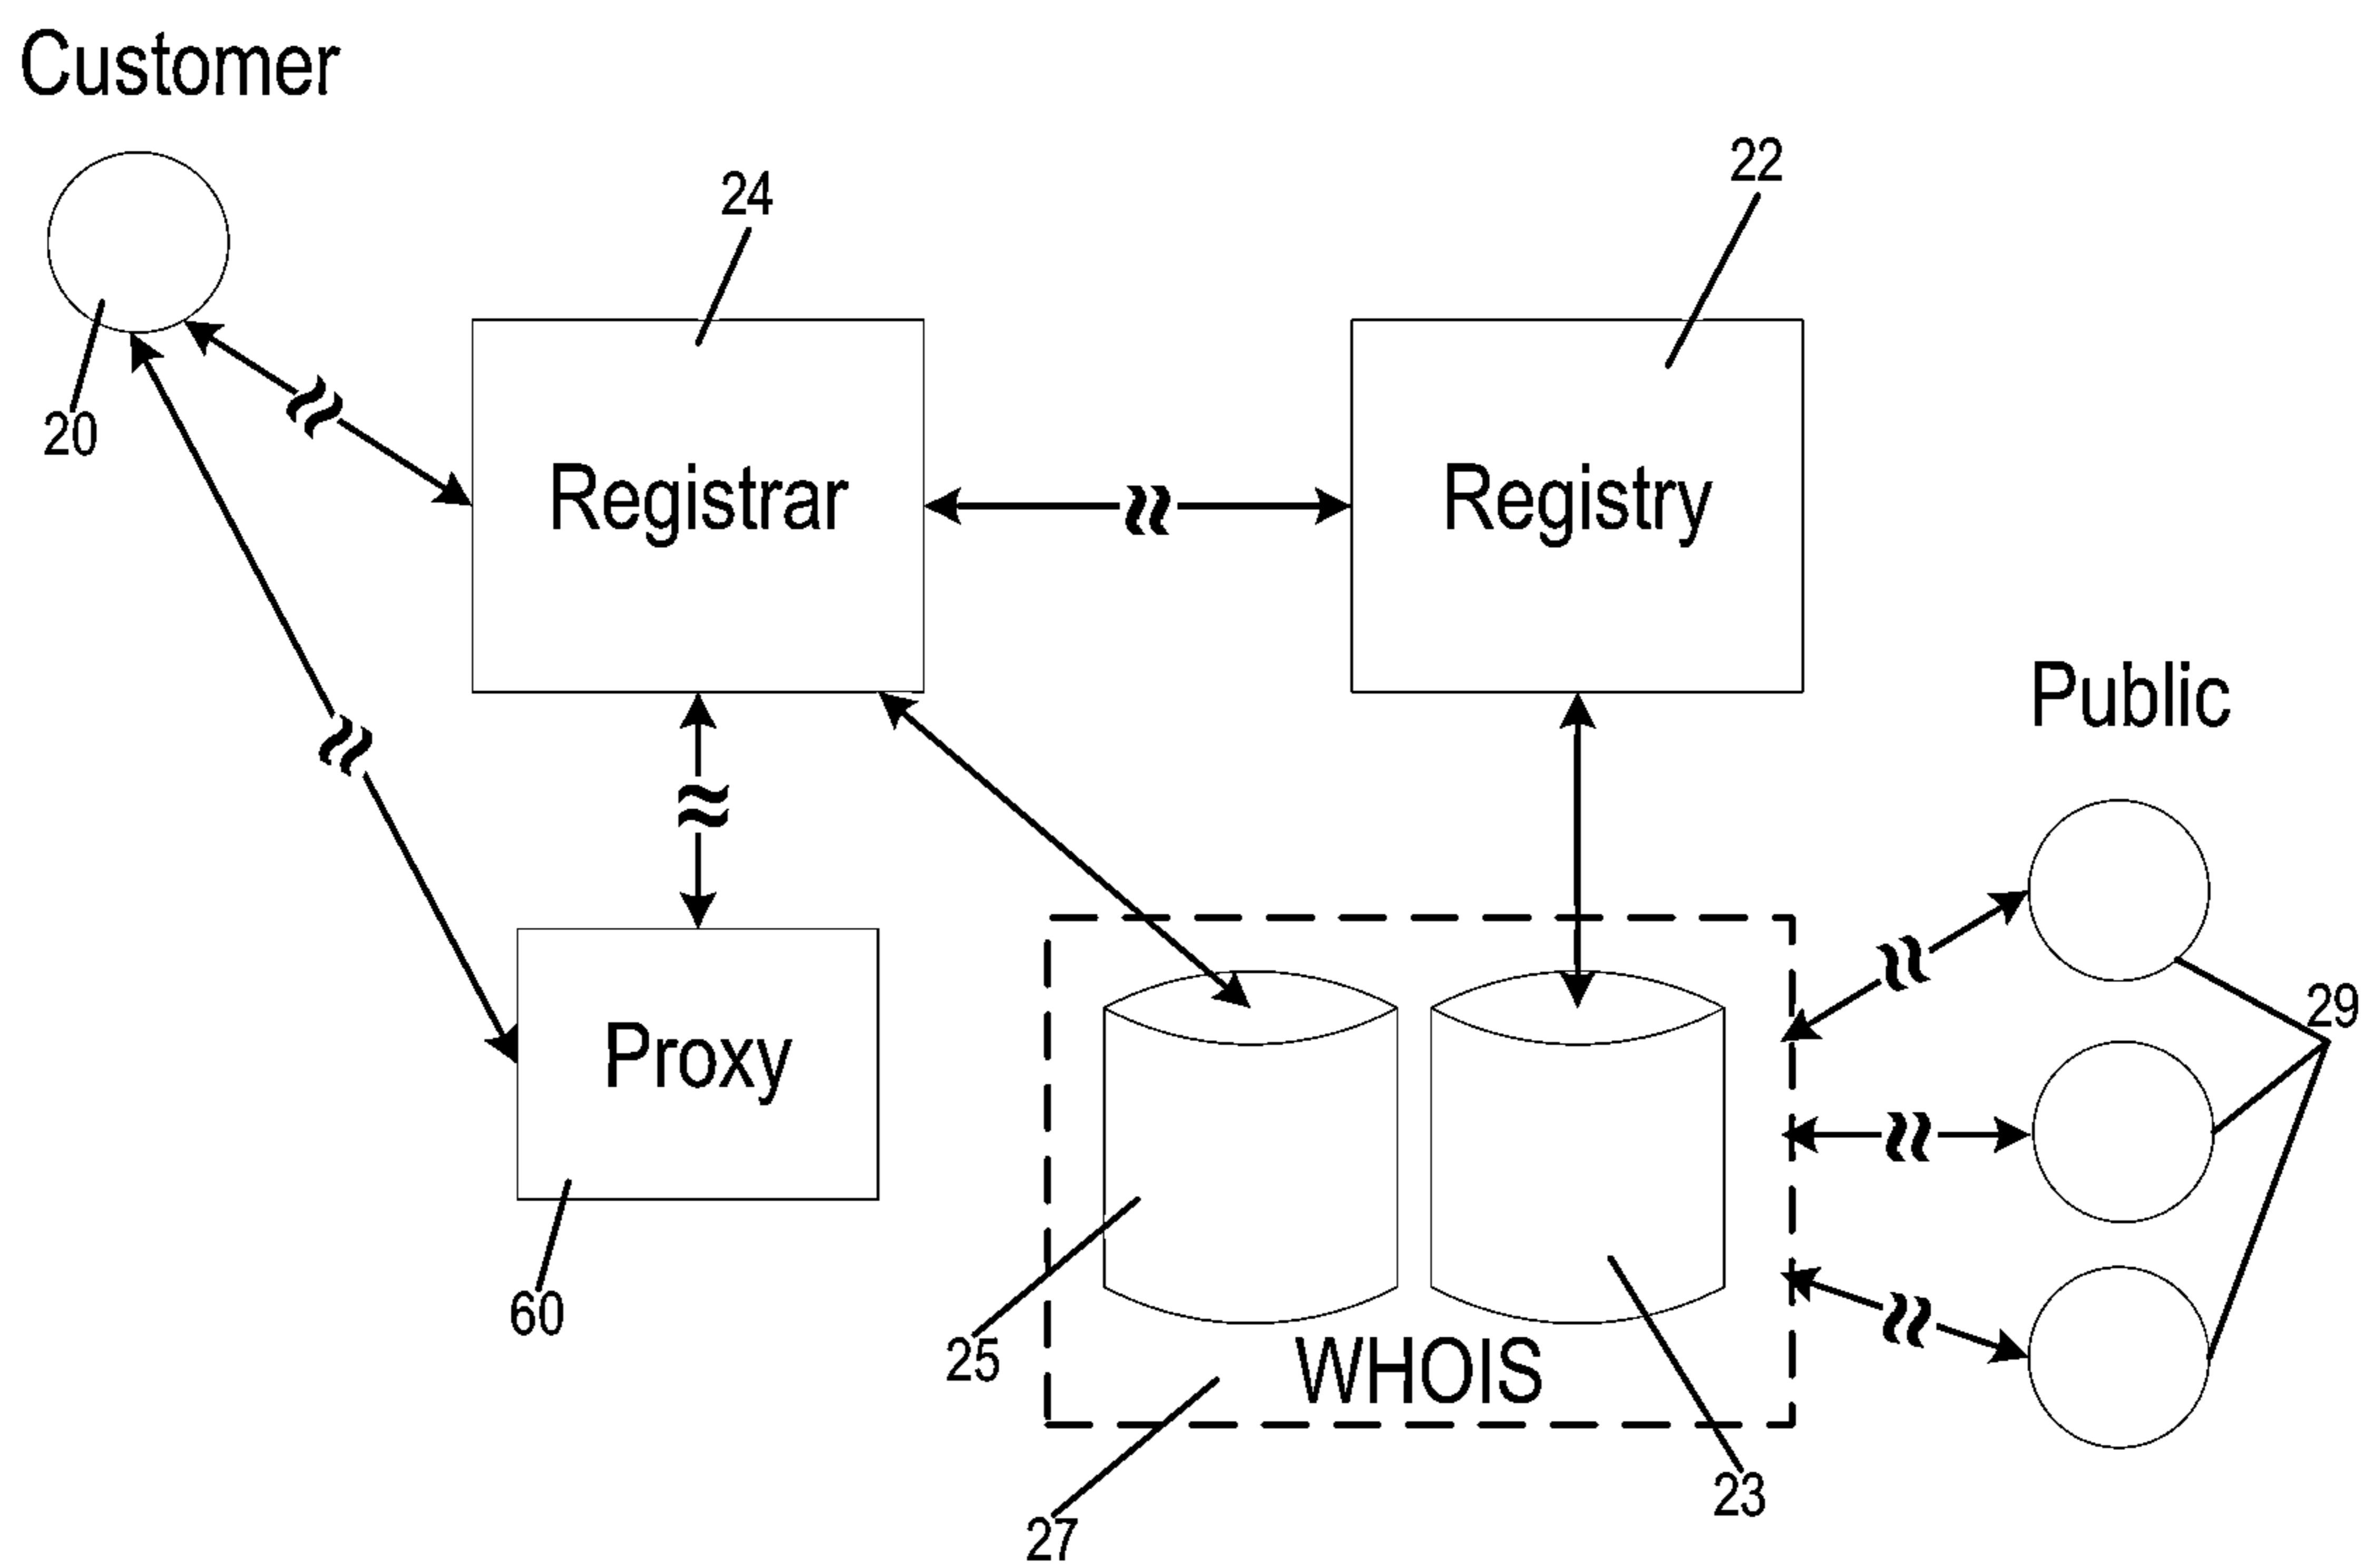 Customer
22
24
20
Registrar
Registry
Public
29
Proxy
60
25
WHOIS
23
27